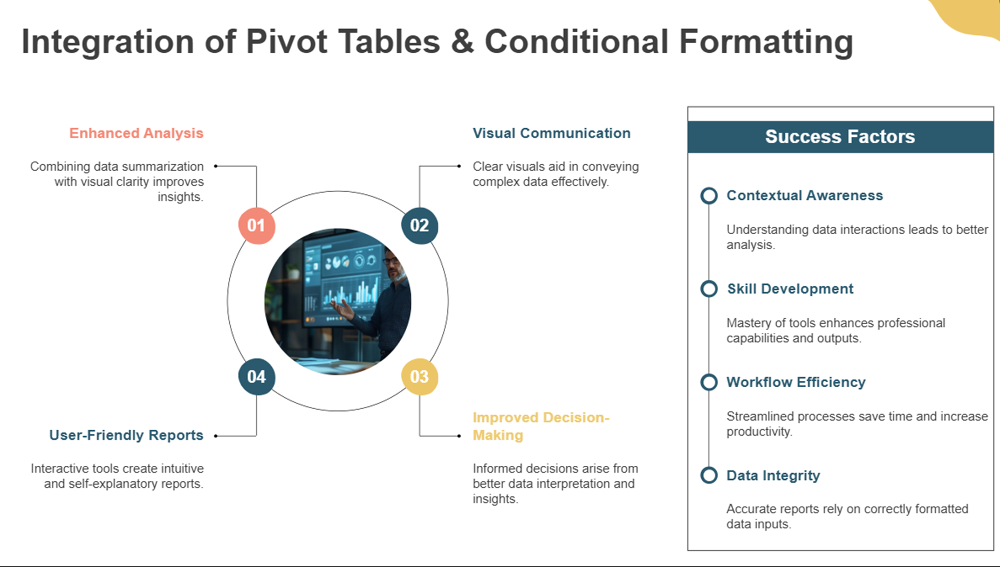 Integration of Pivot Tables & Conditional Formatting
Enhanced Analysis
Combining data summarization
with visual clarity improves
insights.
01
Visual Communication
Clear visuals aid in conveying
complex data effectively.
02
03
Improved Decision-
Making
Informed decisions arise from
better data interpretation and
insights.
04
User-Friendly Reports
Interactive tools create intuitive
and self-explanatory reports.
Success Factors
Contextual Awareness
Understanding data interactions leads to better
analysis.
Skill Development
Mastery of tools enhances professional
capabilities and outputs.
Workflow Efficiency
Streamlined processes save time and increase
productivity.
Data Integrity
Accurate reports rely on correctly formatted
data inputs.